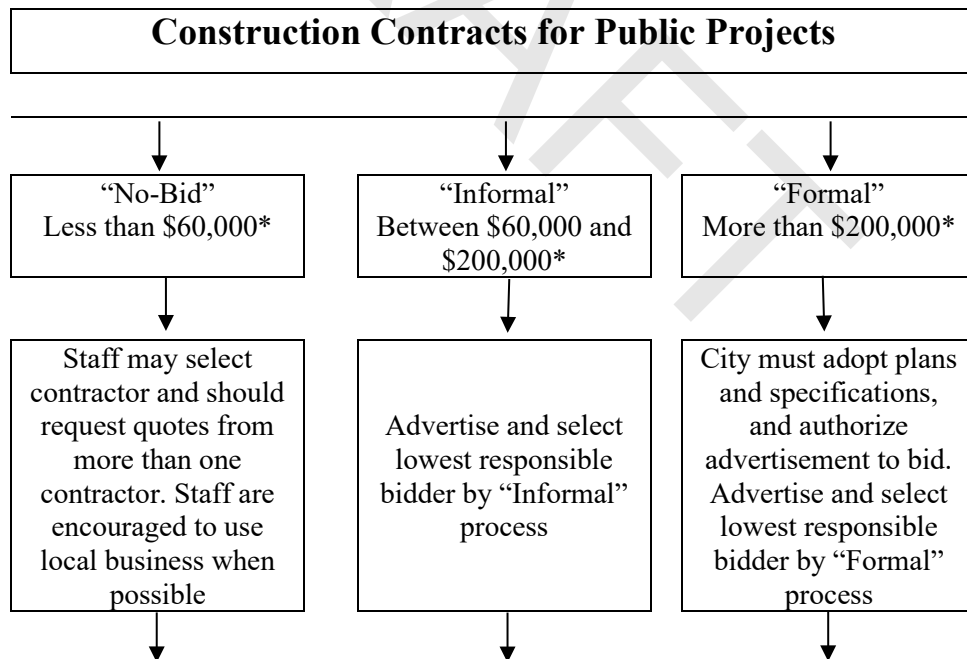 Construction Contracts for Public Projects
“No-Bid”
Less than $60,000*
“Informal”
Between $60,000 and
$200,000*
“Formal”
More than $200,000*
Staff may select
contractor and should
request quotes from
more than one
contractor. Staff are
encouraged to use
local business when
possible
Advertise and select
lowest responsible
bidder by “Informal”
process
City must adopt plans
and specifications,
and authorize
advertisement to bid.
Advertise and select
lowest responsible
bidder by “Formal”
process